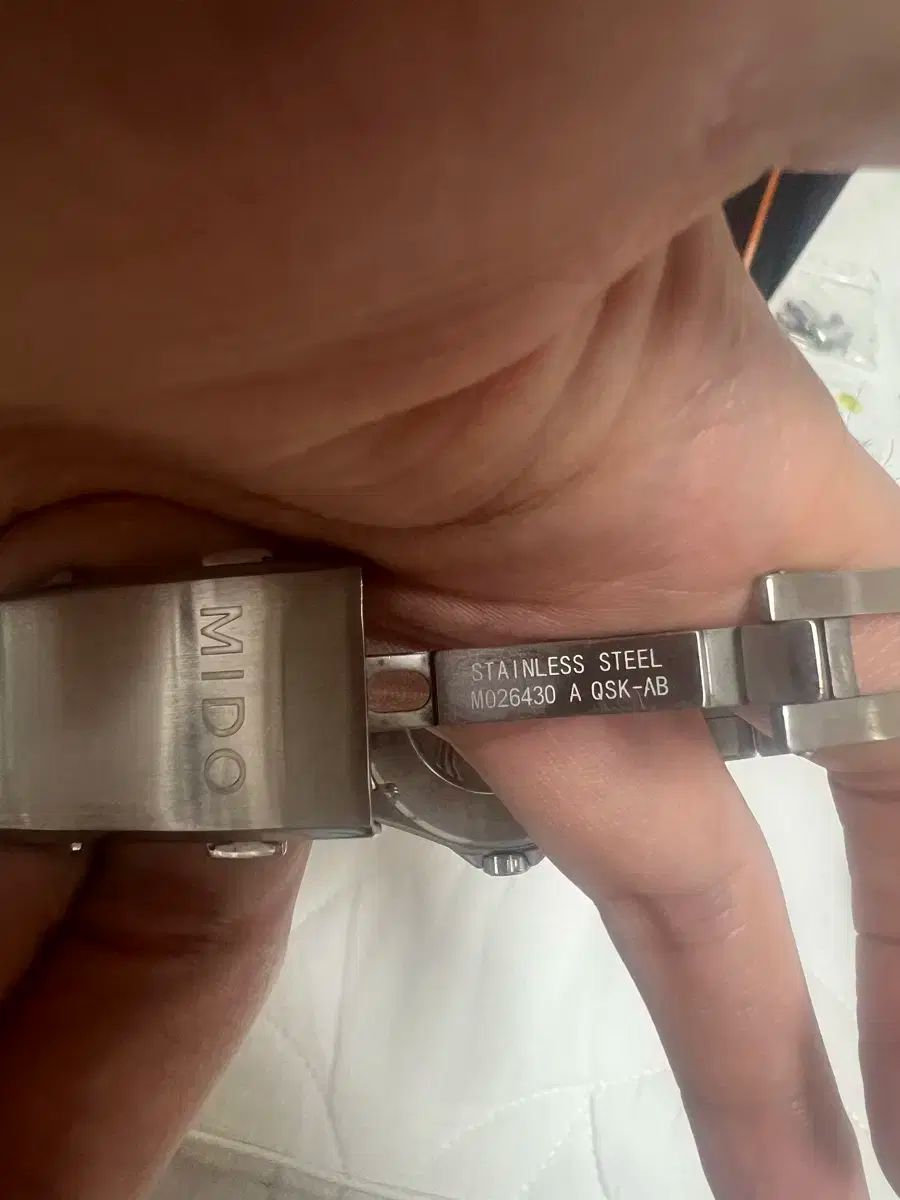 MIDO
STAINLESS STEEL
M026430 A QSK-AB